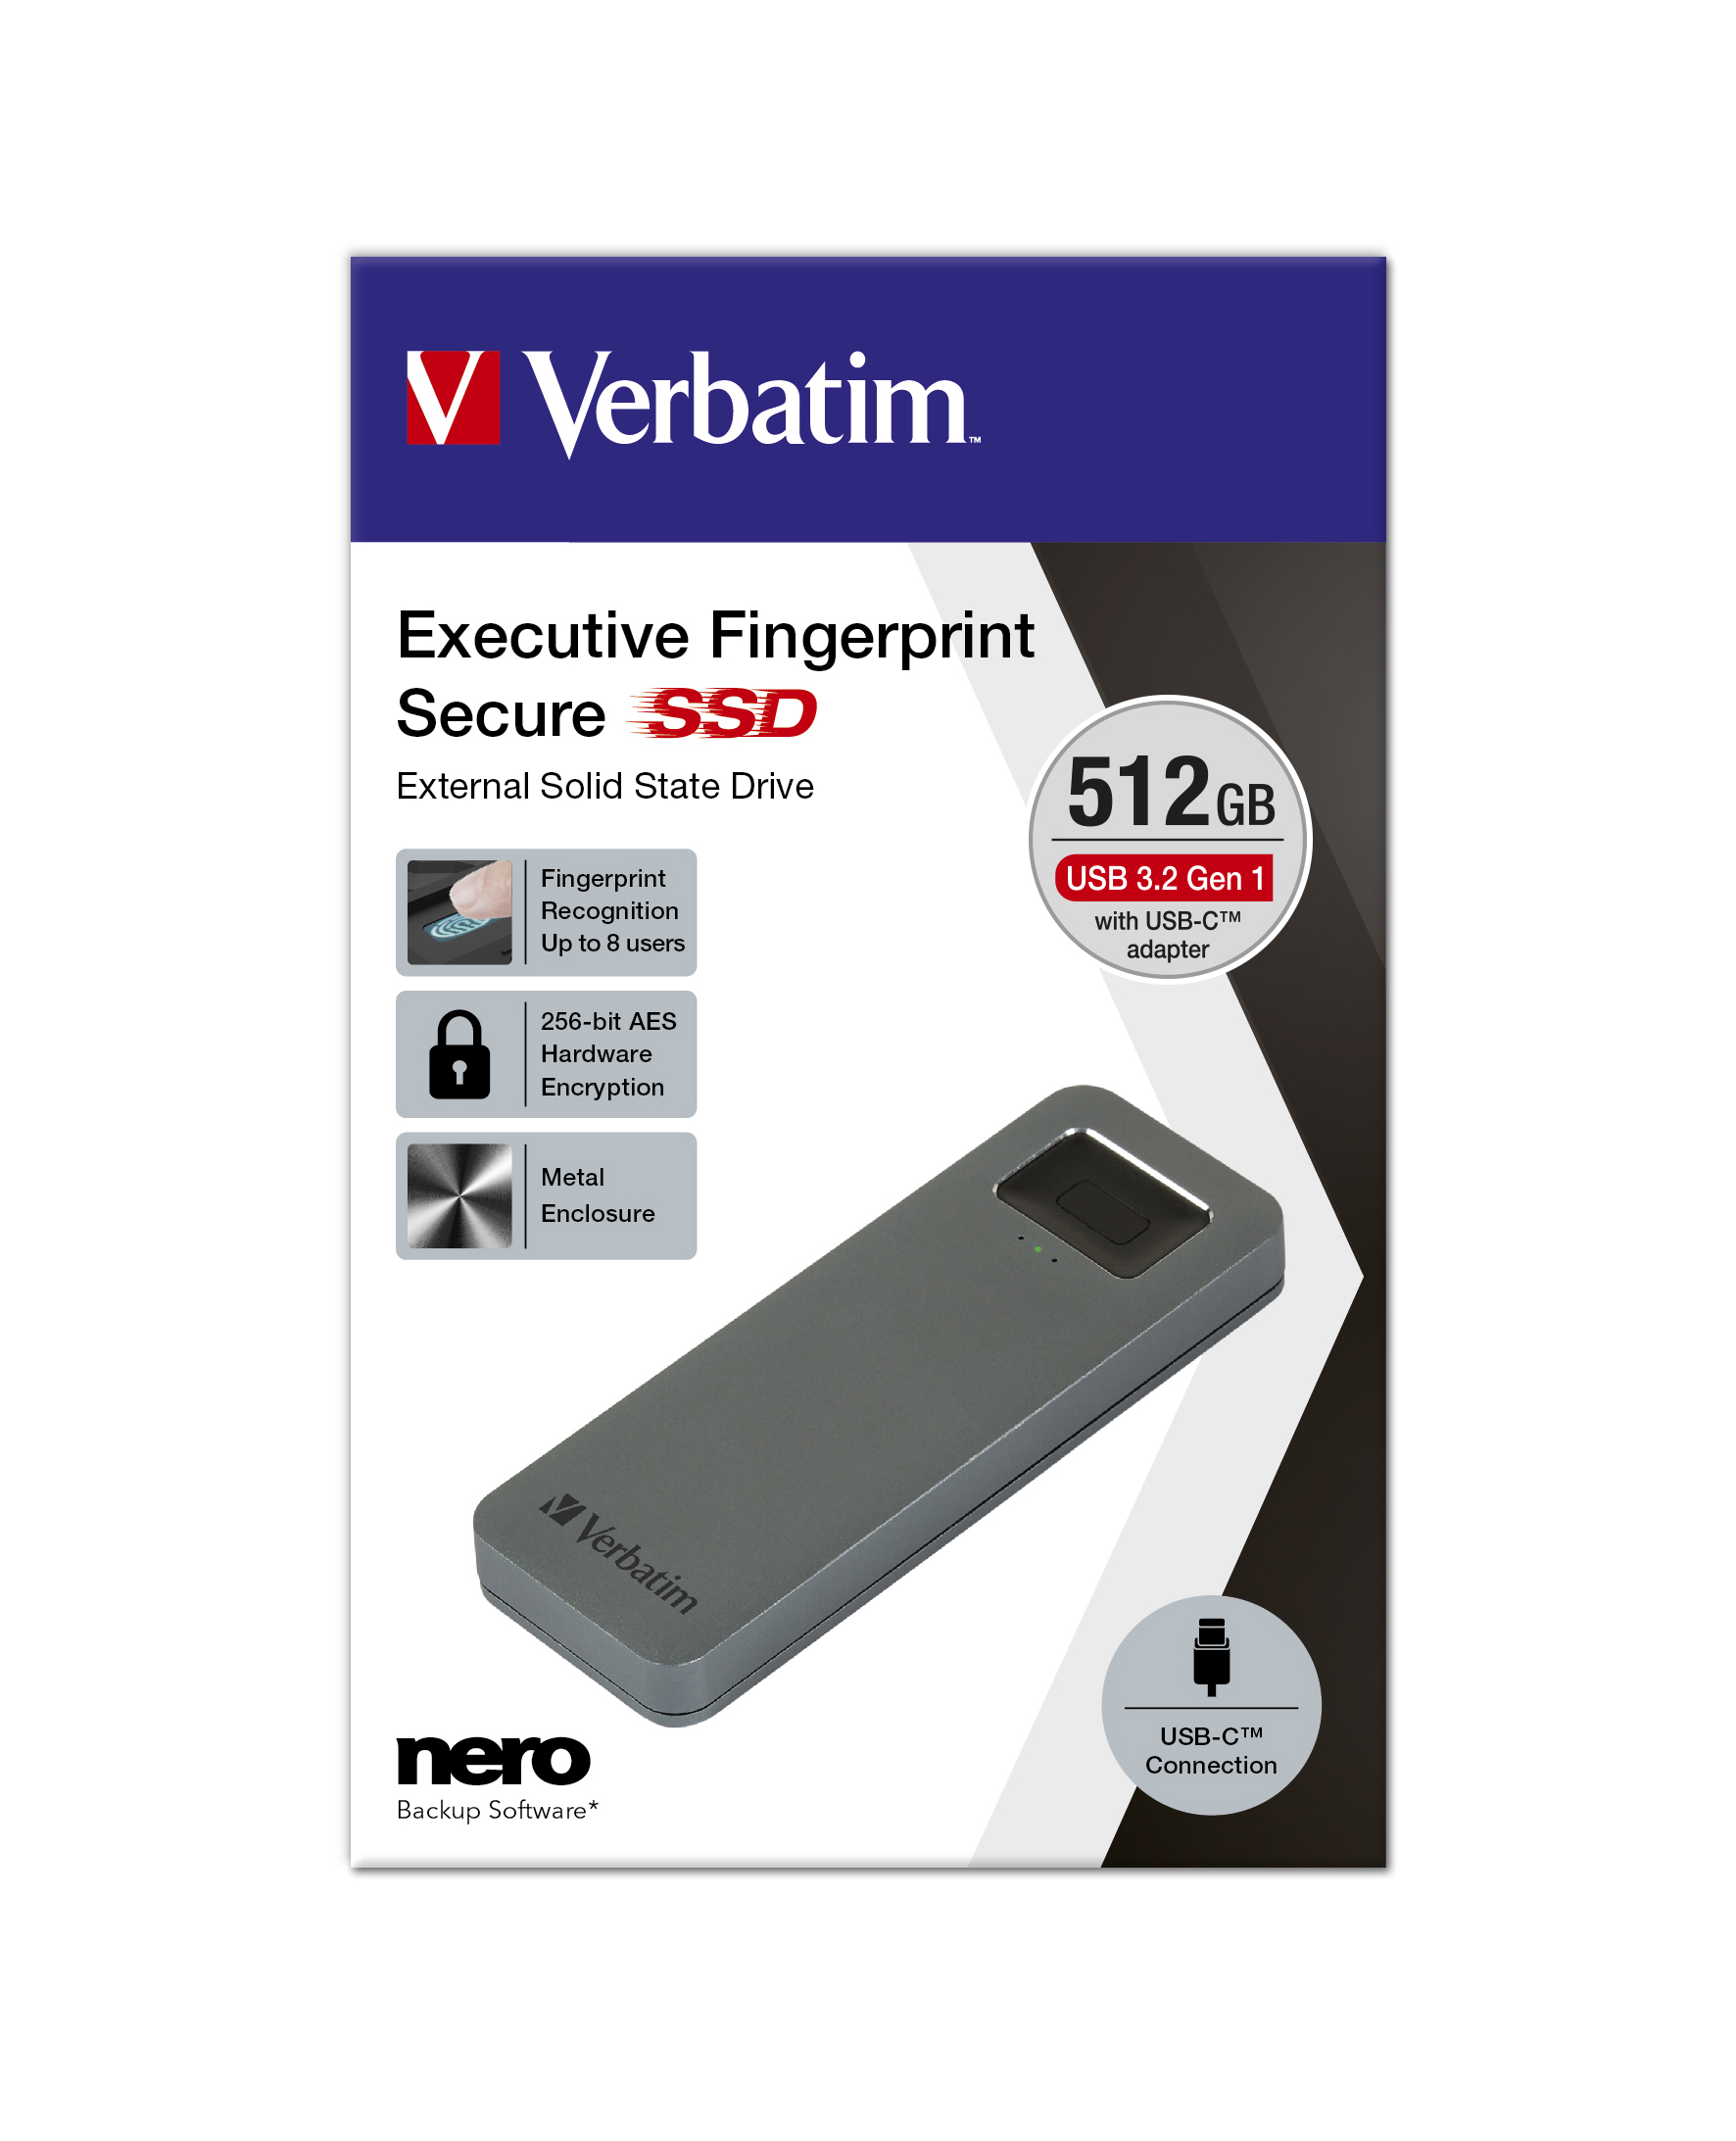 Verbatim™
Executive Fingerprint
Secure SSD
External Solid State Drive
512GB
USB 3.2 Gen 1
with USB-C™
adapter
Fingerprint
Recognition
Up to 8 users
256-bit AES
Hardware
Encryption
Metal
Enclosure
Verbatim
nero
Backup Software*
USB-C™
Connection